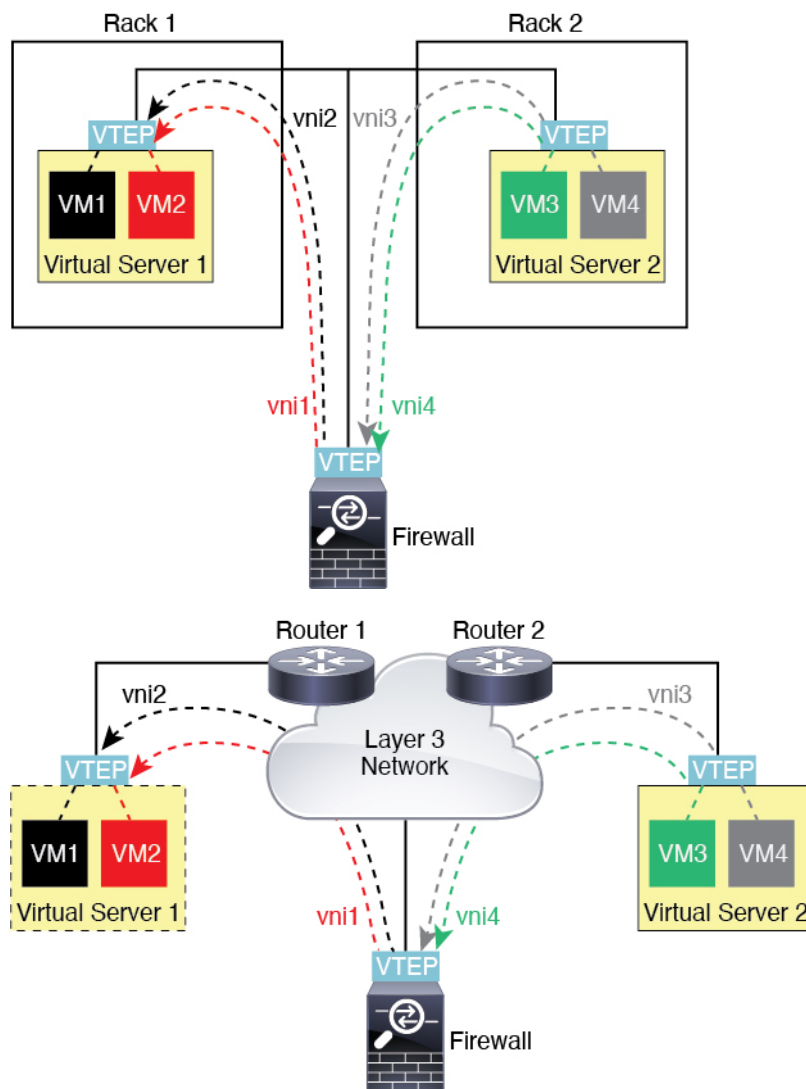 Rack 1
Rack 2
vni2
vni3
VTEP
VTEP
VM1
VM2
VM3
VM4
Virtual Server 1
Virtual Server 2
vni1
vni4
VTEP
Firewall
Router 1
Router 2
vni2
vni3
Layer 3
Network
VTEP
VTEP
VM1
VM2
VM3
VM4
Virtual Server 1
Virtual Server 2
vni1
vni4
VTEP
Firewall